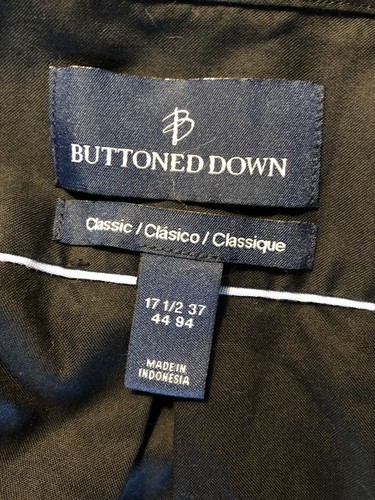 B
BUTTONED DOWN
Classic / Clásico / Classique
17 1/2 37
44 94
MADE IN
INDONESIA